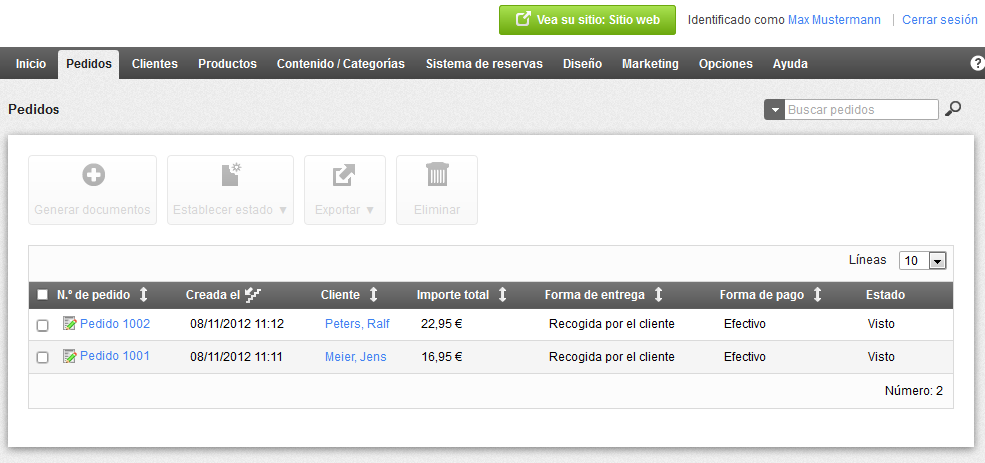 Vea su sitio: Sitio web
Identificado como Max Mustermann | Cerrar sesión
Inicio Pedidos Clientes Productos Contenido / Categorías Sistema de reservas Diseño Marketing Opciones Ayuda ?
Pedidos
Buscar pedidos
Generar documentos Establecer estado ▼ Exportar ▼ Eliminar
Líneas 10
N.º de pedido Creada el Cliente Importe total Forma de entrega Forma de pago Estado
Pedido 1002 08/11/2012 11:12 Peters, Ralf 22,95 € Recogida por el cliente Efectivo Visto
Pedido 1001 08/11/2012 11:11 Meier, Jens 16,95 € Recogida por el cliente Efectivo Visto
Número: 2